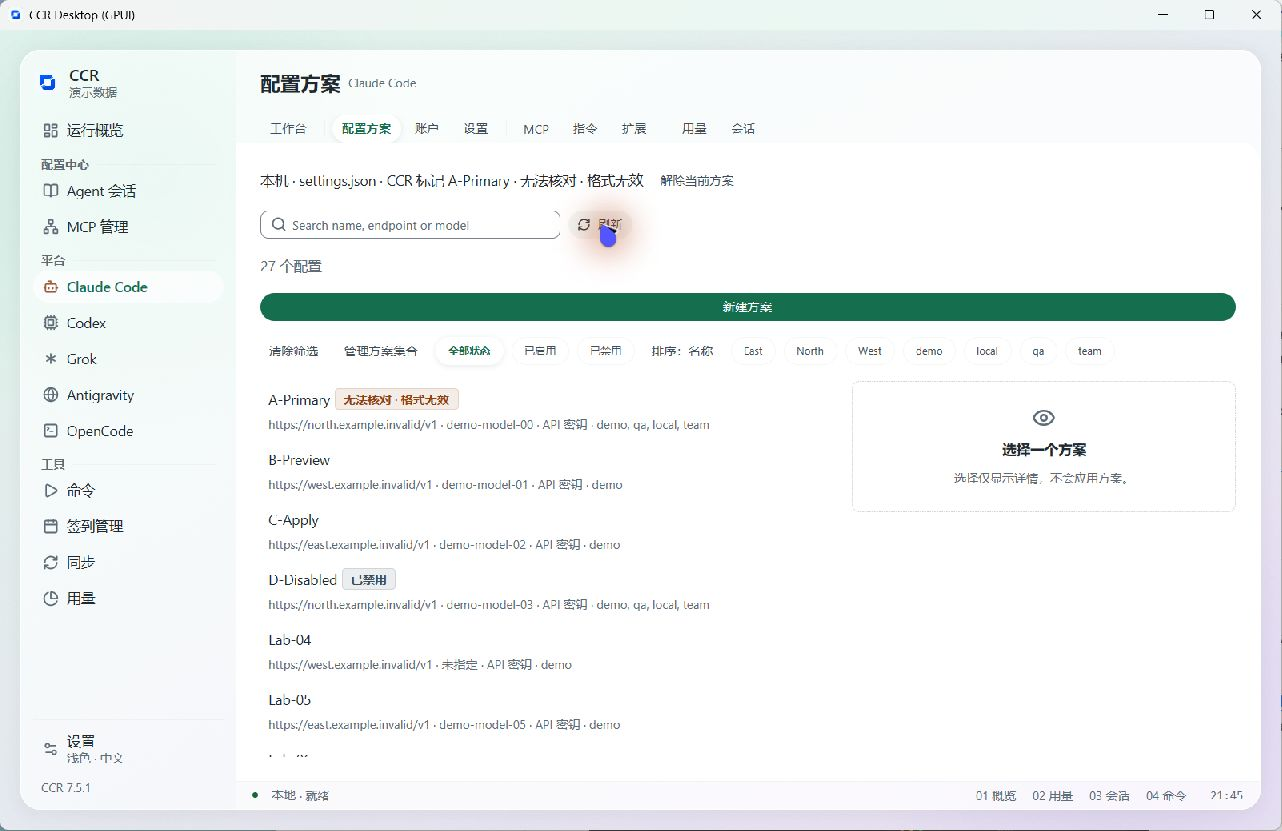 CCR Desktop (GPUI)
CCR
演示数据
运行概览
配置中心
Agent 会话
MCP 管理
平台
Claude Code
Codex
Grok
Antigravity
OpenCode
工具
命令
签到管理
同步
用量
设置
浅色 · 中文
CCR 7.5.1
配置方案 Claude Code
工作台 配置方案 账户 设置 MCP 指令 扩展 用量 会话
本机 · settings.json · CCR 标记 A-Primary · 无法核对 · 格式无效 解除当前方案
Search name, endpoint or model 刷新
27 个配置
新建方案
清除筛选 管理方案集合 全部状态 已启用 已禁用 排序：名称 East North West demo local qa team
A-Primary 无法核对 · 格式无效
https://north.example.invalid/v1 · demo-model-00 · API 密钥 · demo, qa, local, team
B-Preview
https://west.example.invalid/v1 · demo-model-01 · API 密钥 · demo
C-Apply
https://east.example.invalid/v1 · demo-model-02 · API 密钥 · demo
D-Disabled 已禁用
https://north.example.invalid/v1 · demo-model-03 · API 密钥 · demo, qa, local, team
Lab-04
https://west.example.invalid/v1 · 未指定 · API 密钥 · demo
Lab-05
https://east.example.invalid/v1 · demo-model-05 · API 密钥 · demo
选择一个方案
选择仅显示详情，不会应用方案。
本地 · 就绪 01 概览 02 用量 03 会话 04 命令 21:45